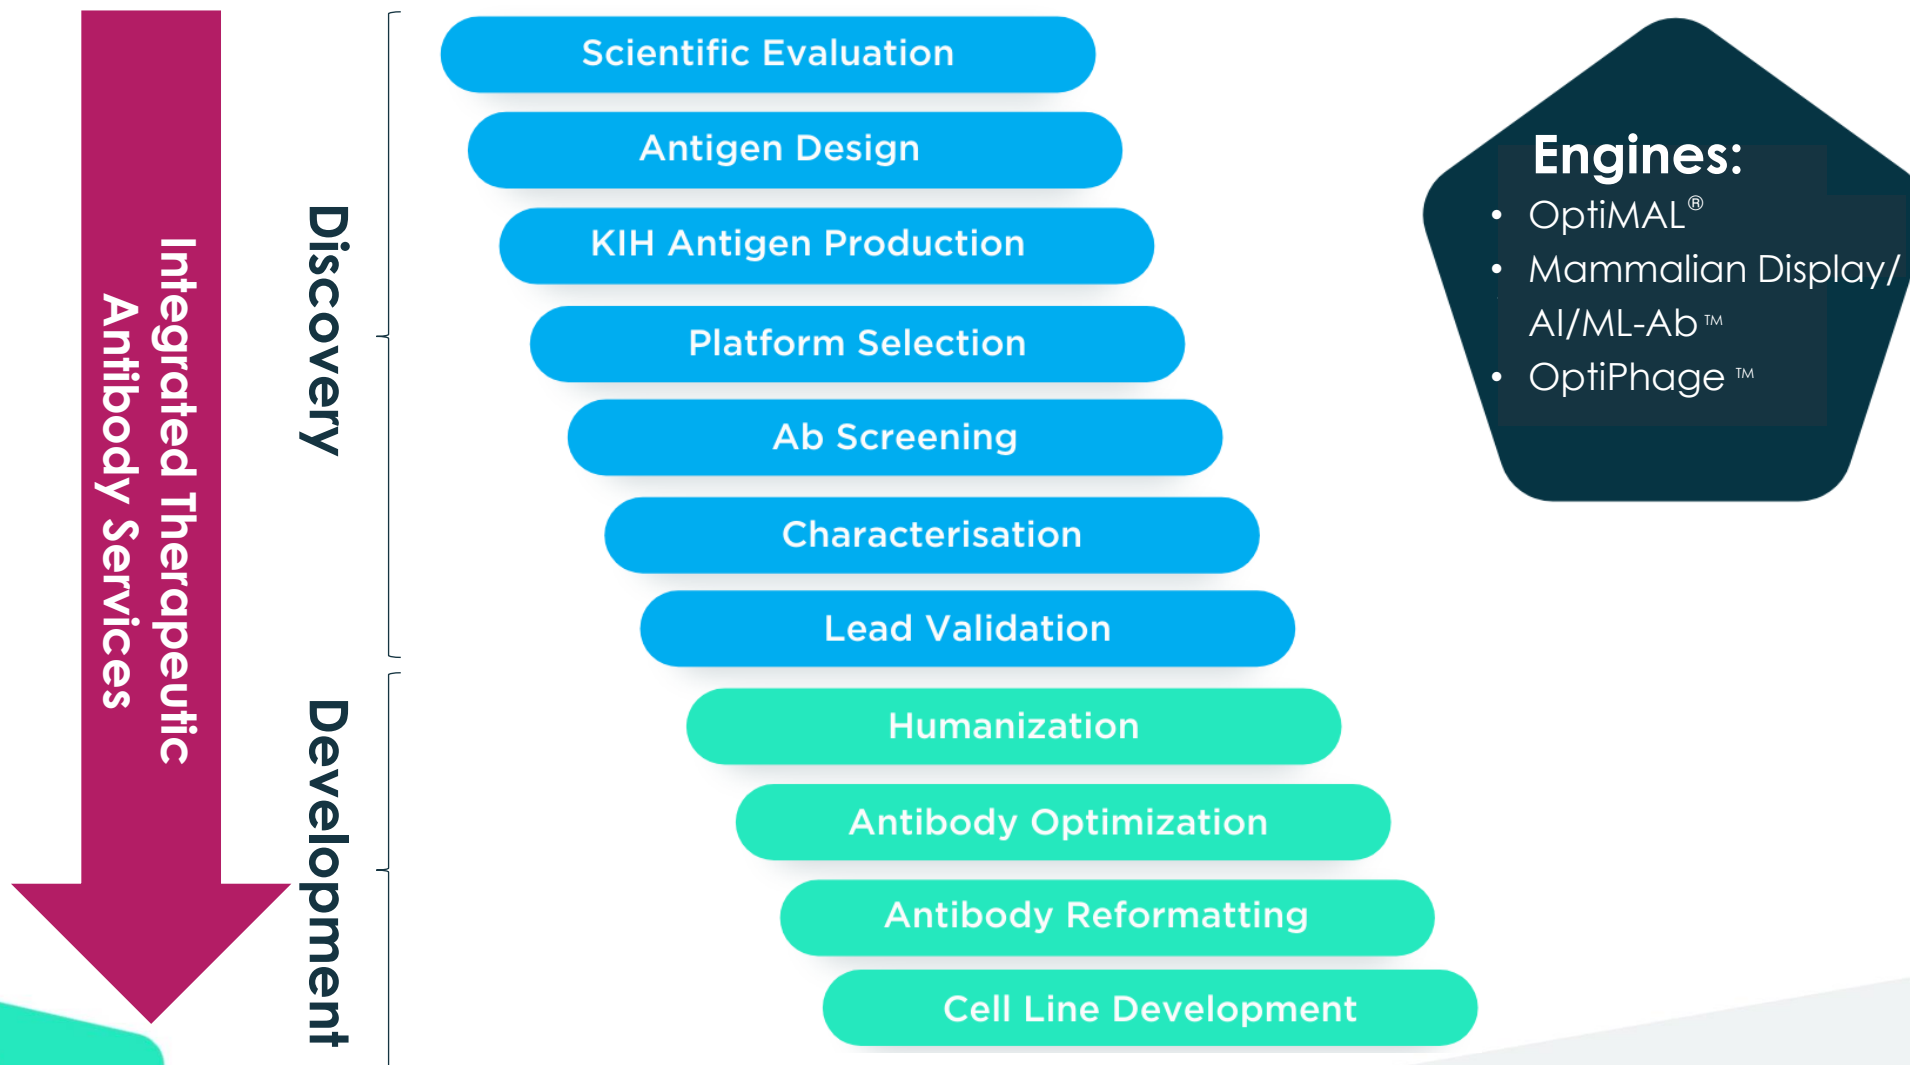 Integrated Therapeutic
Antibody Services
Discovery
Scientific Evaluation
Antigen Design
KIH Antigen Production
Platform Selection
Ab Screening
Characterisation
Lead Validation
Development
Humanization
Antibody Optimization
Antibody Reformatting
Cell Line Development
Engines:
• OptiMAL®
• Mammalian Display/
AI/ML-Ab™
• OptiPhage™